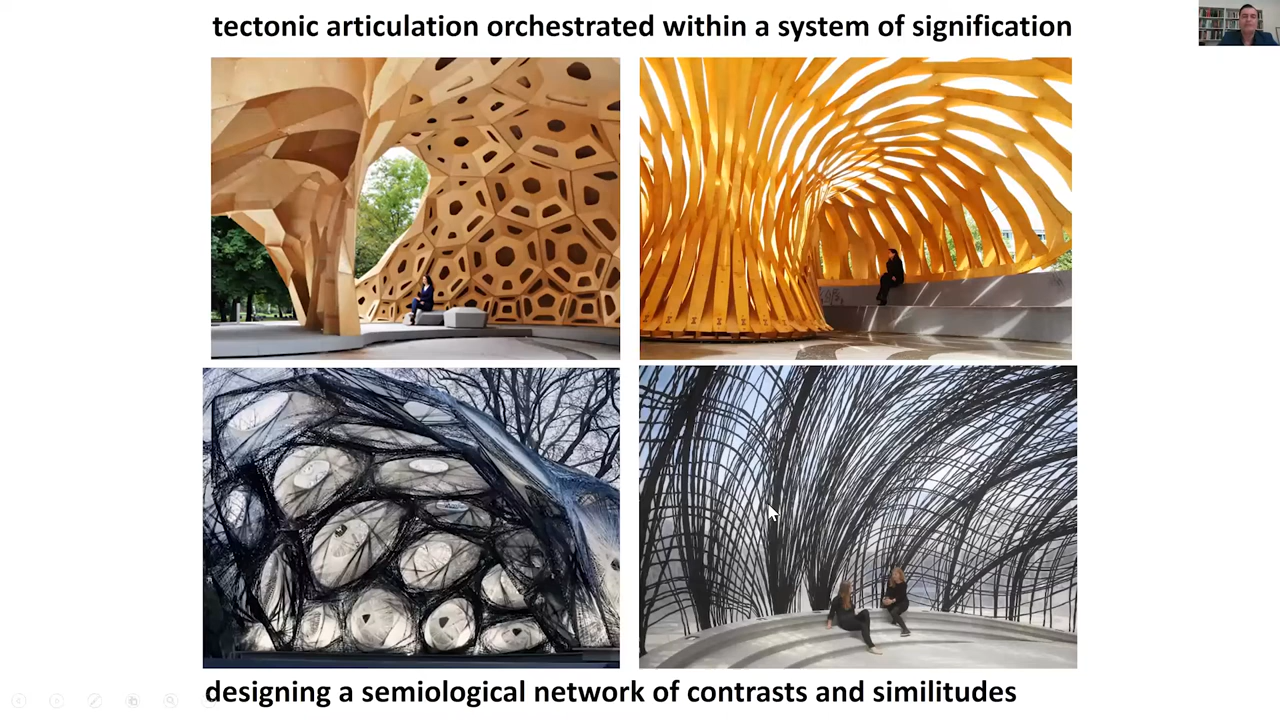 tectonic articulation orchestrated within a system of signification
designing a semiological network of contrasts and similitudes